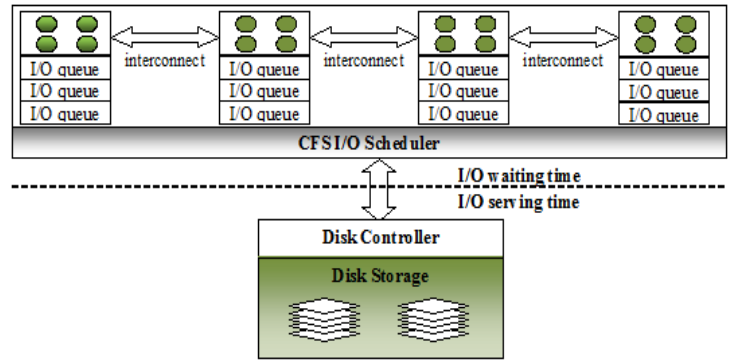 interconnect interconnect interconnect
I/O queue I/O queue I/O queue I/O queue
I/O queue I/O queue I/O queue I/O queue
I/O queue I/O queue I/O queue I/O queue
CFS I/O Scheduler
I/O waiting time
I/O serving time
Disk Controller
Disk Storage